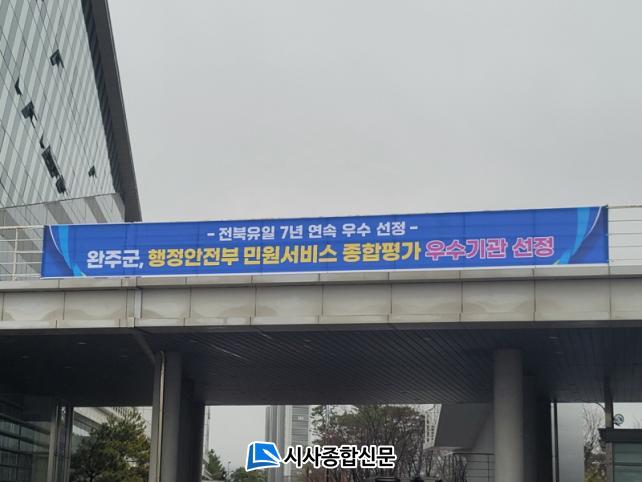 - 전북유일 7년 연속 우수 선정 -
완주군, 행정안전부 민원서비스 종합평가 우수기관 선정
시사종합신문